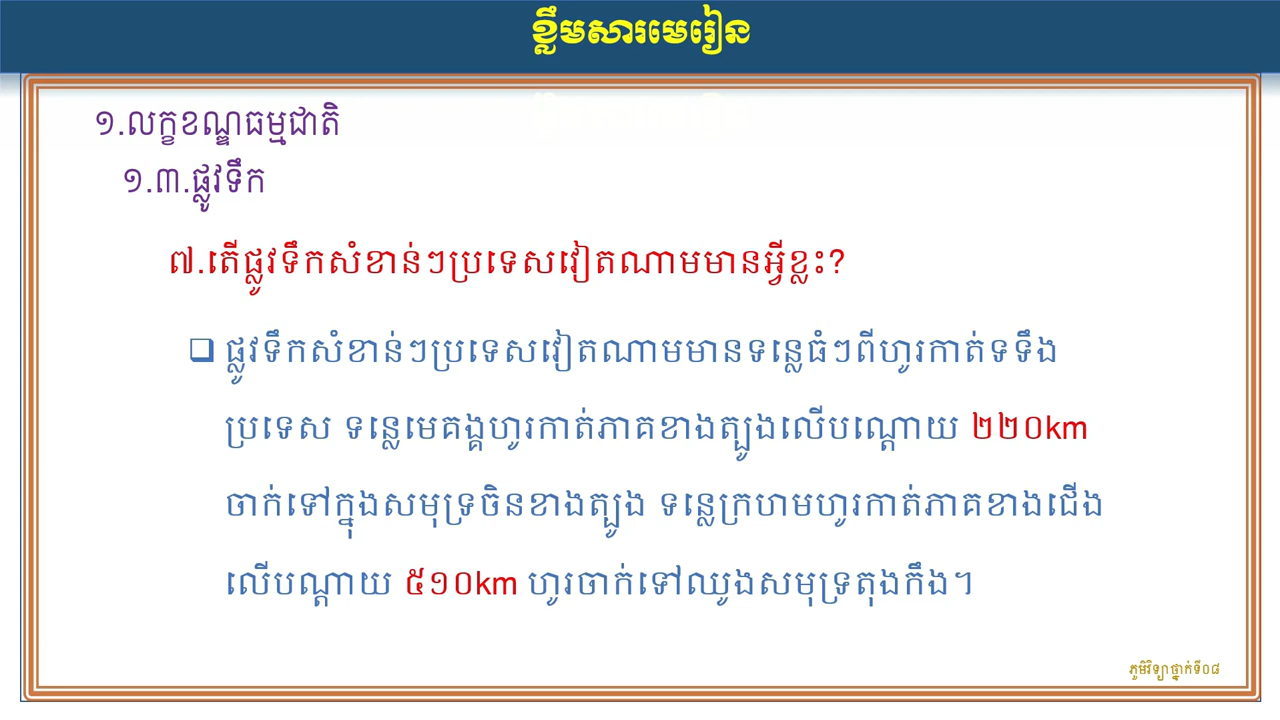 ខ្លឹមសារមេរៀន
១.លក្ខខណ្ឌធម្មជាតិ
១.៣.ផ្លូវទឹក
៧.តើផ្លូវទឹកសំខាន់ៗប្រទេសវៀតណាមមានអ្វីខ្លះ?
❑ ផ្លូវទឹកសំខាន់ៗប្រទេសវៀតណាមមានទន្លេធំៗពីហូរកាត់ទទឹង
ប្រទេស ទន្លេមេគង្គហូរកាត់ភាគខាងត្បូងលើបណ្ដោយ ២២០km
ចាក់ទៅក្នុងសមុទ្រចិនខាងត្បូង ទន្លេក្រហមហូរកាត់ភាគខាងជើង
លើបណ្ដាយ ៥១០km ហូរចាក់ទៅឈូងសមុទ្រតុងកឹង។
ភូមិវិទ្យាថ្នាក់ទី០៨